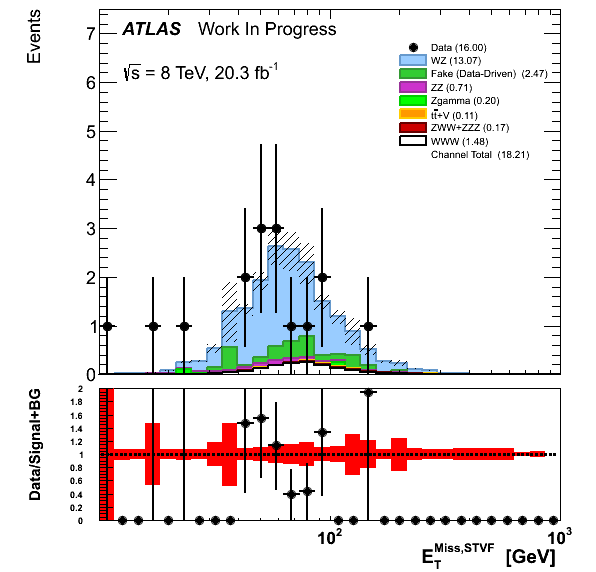 Events
ATLAS Work In Progress
√s = 8 TeV, 20.3 fb⁻¹
Data (16.00)
WZ (13.07)
Fake (Data-Driven) (2.47)
ZZ (0.71)
Zgamma (0.20)
tt̄+V (0.11)
ZWW+ZZZ (0.17)
WWW (1.48)
Channel Total (18.21)
7
6
5
4
3
2
1
0
Data/Signal+BG
2
1.8
1.6
1.4
1.2
1
0.8
0.6
0.4
0.2
0
10²
10³
E_T^Miss,STVF [GeV]